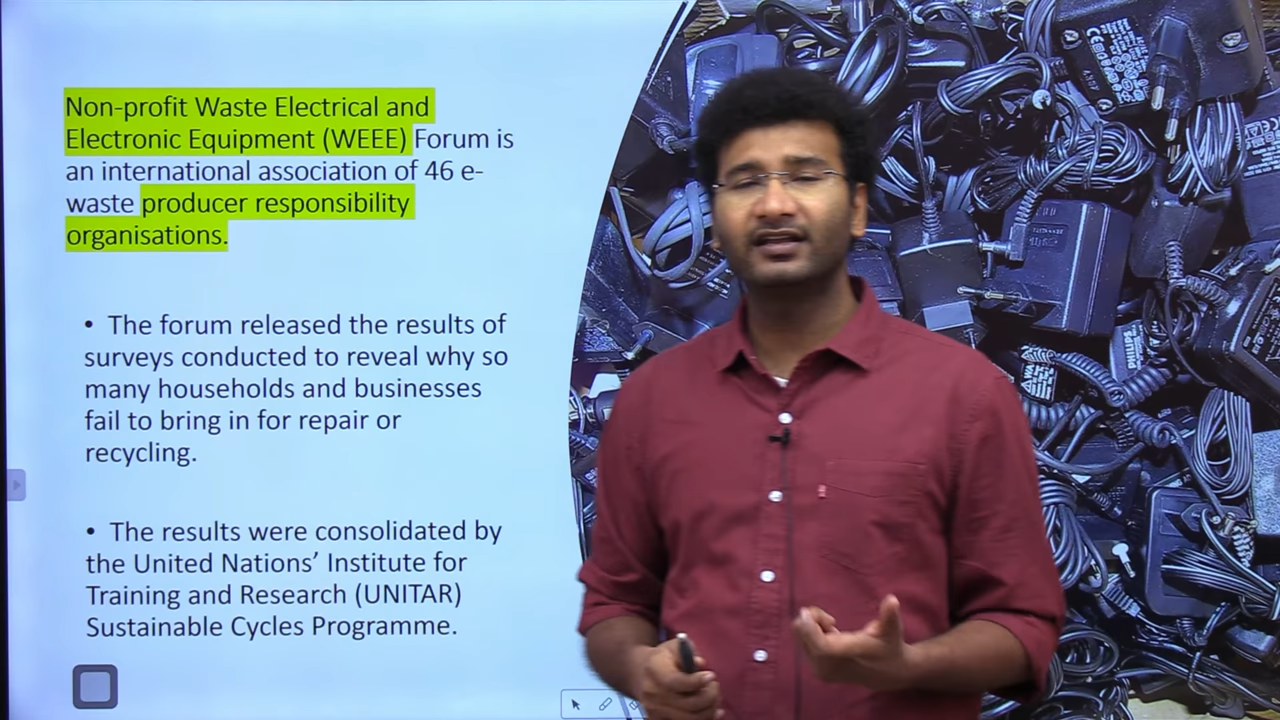 Non-profit Waste Electrical and
Electronic Equipment (WEEE) Forum is
an international association of 46 e-
waste producer responsibility
organisations.
• The forum released the results of
surveys conducted to reveal why so
many households and businesses
fail to bring in for repair or
recycling.
• The results were consolidated by
the United Nations’ Institute for
Training and Research (UNITAR)
Sustainable Cycles Programme.
PHILIPS